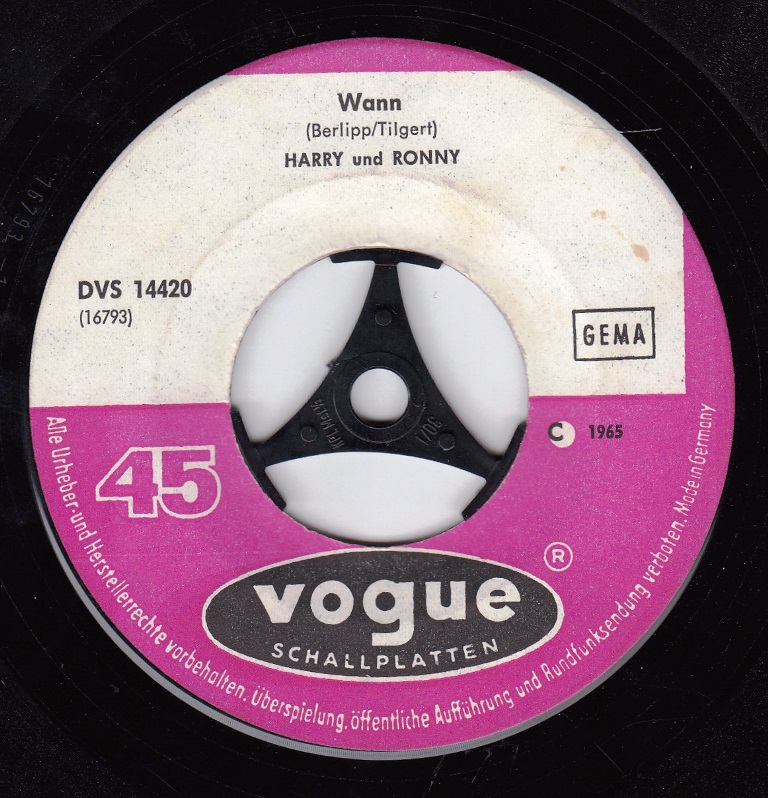 Wann
(Berlipp/Tilgert)
HARRY und RONNY
DVS 14420
(16793)
GEMA
45
C 1965
vogue ®
SCHALLPLATTEN
Alle Urheber- und Herstellerrechte vorbehalten. Überspielung, öffentliche Aufführung und Rundfunksendung verboten. Made in Germany
16793